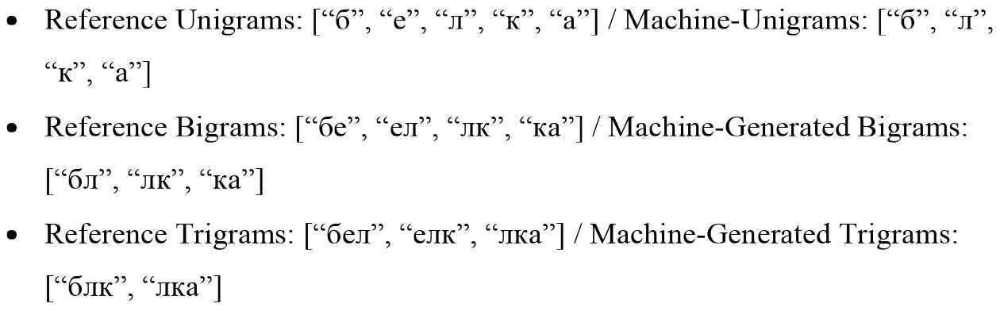 • Reference Unigrams: [“б”, “е”, “л”, “к”, “а”] / Machine-Unigrams: [“б”, “л”,
“к”, “а”]
• Reference Bigrams: [“бе”, “ел”, “лк”, “ка”] / Machine-Generated Bigrams:
[“бл”, “лк”, “ка”]
• Reference Trigrams: [“бел”, “елк”, “лка”] / Machine-Generated Trigrams:
[“блк”, “лка”]